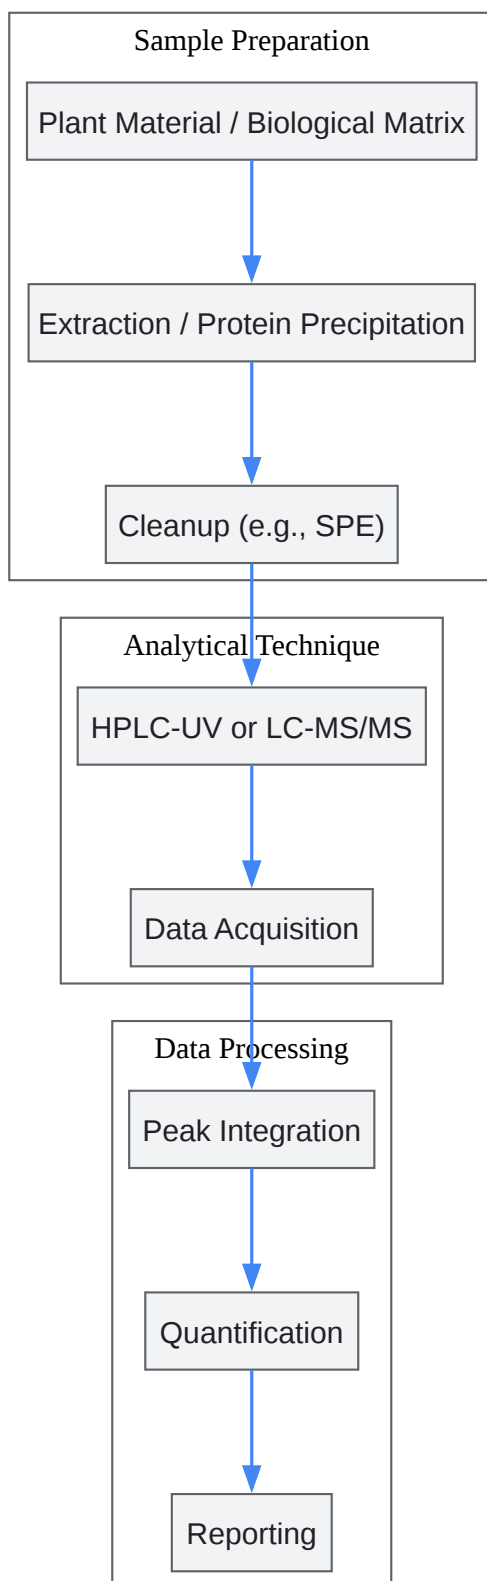 Sample Preparation
Plant Material / Biological Matrix
Extraction / Protein Precipitation
Cleanup (e.g., SPE)
Analytical Technique
HPLC-UV or LC-MS/MS
Data Acquisition
Data Processing
Peak Integration
Quantification
Reporting